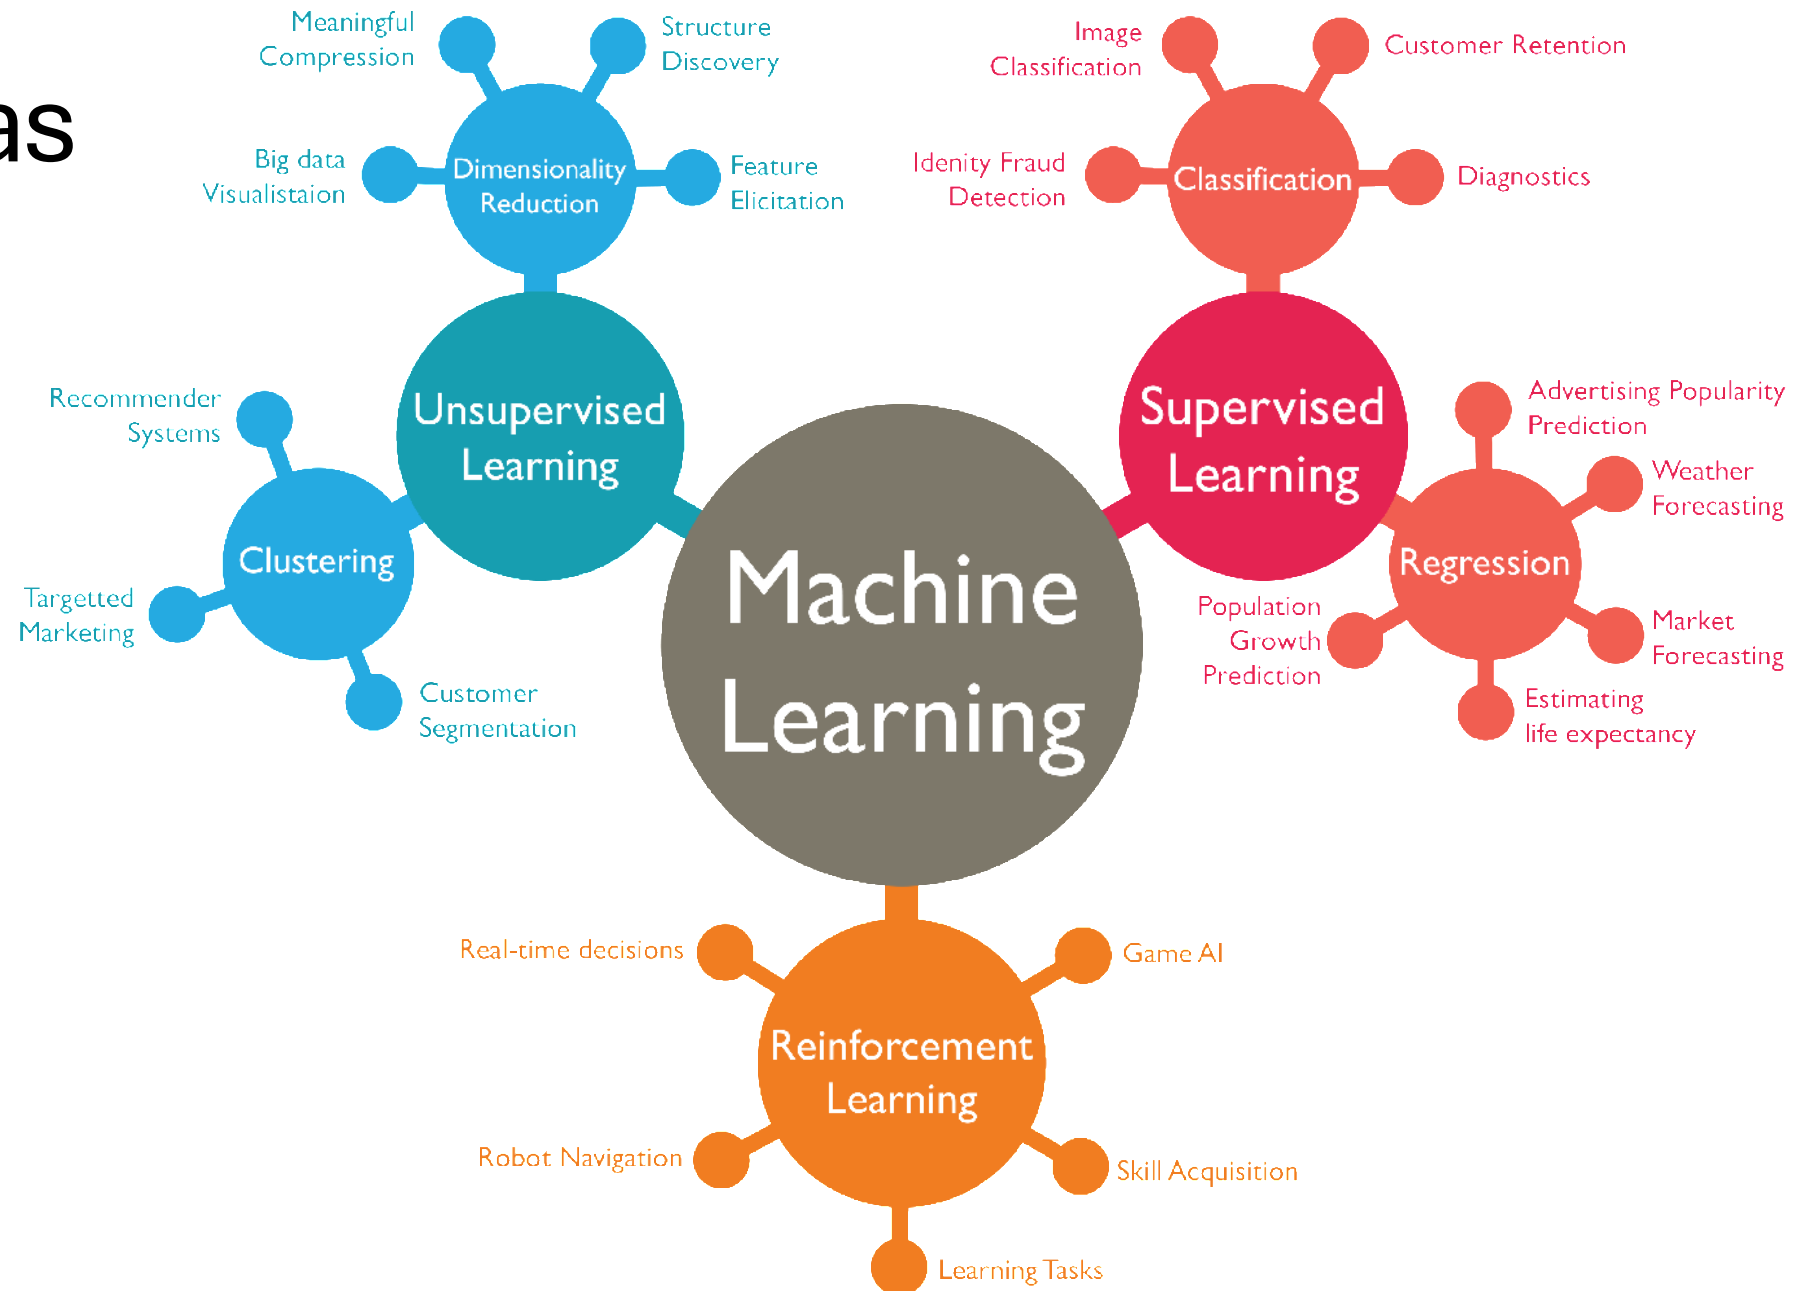 as
Meaningful
Compression
Structure
Discovery
Big data
Visualistaion
Dimensionality
Reduction
Feature
Elicitation
Image
Classification
Customer Retention
Idenity Fraud
Detection
Classification
Diagnostics
Recommender
Systems
Unsupervised
Learning
Clustering
Targetted
Marketing
Customer
Segmentation
Machine
Learning
Supervised
Learning
Advertising Popularity
Prediction
Weather
Forecasting
Regression
Population
Growth
Prediction
Market
Forecasting
Estimating
life expectancy
Real-time decisions
Game AI
Reinforcement
Learning
Robot Navigation
Skill Acquisition
Learning Tasks